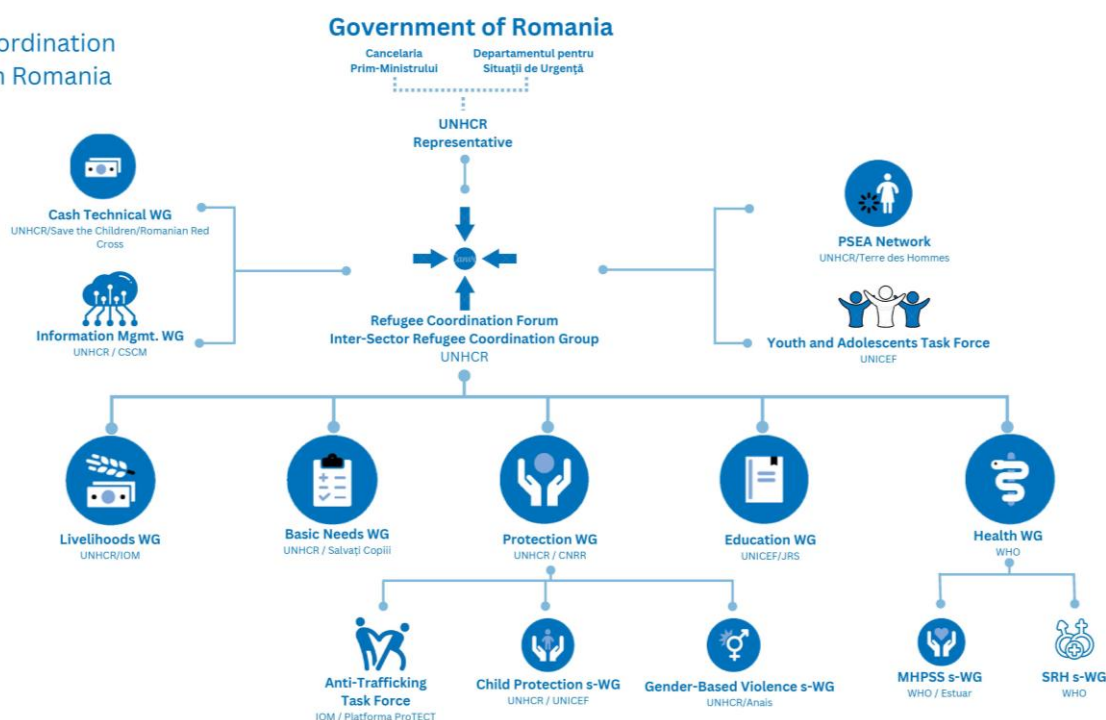 ordination
n Romania
Government of Romania
Cancelaria
Prim-Ministrului
Departamentul pentru
Situații de Urgență
UNHCR
Representative
Cash Technical WG
UNHCR/Save the Children/Romanian Red
Cross
Information Mgmt. WG
UNHCR / CSCM
PSEA Network
UNHCR/Terre des Hommes
Youth and Adolescents Task Force
UNICEF
Refugee Coordination Forum
Inter-Sector Refugee Coordination Group
UNHCR
Livelihoods WG
UNHCR/IOM
Basic Needs WG
UNHCR / Salvați Copiii
Protection WG
UNHCR / CNRR
Education WG
UNICEF/JRS
Health WG
WHO
Anti-Trafficking
Task Force
IOM / Platforma ProTECT
Child Protection s-WG
UNHCR / UNICEF
Gender-Based Violence s-WG
UNHCR/Anais
MHPSS s-WG
WHO / Estuar
SRH s-WG
WHO